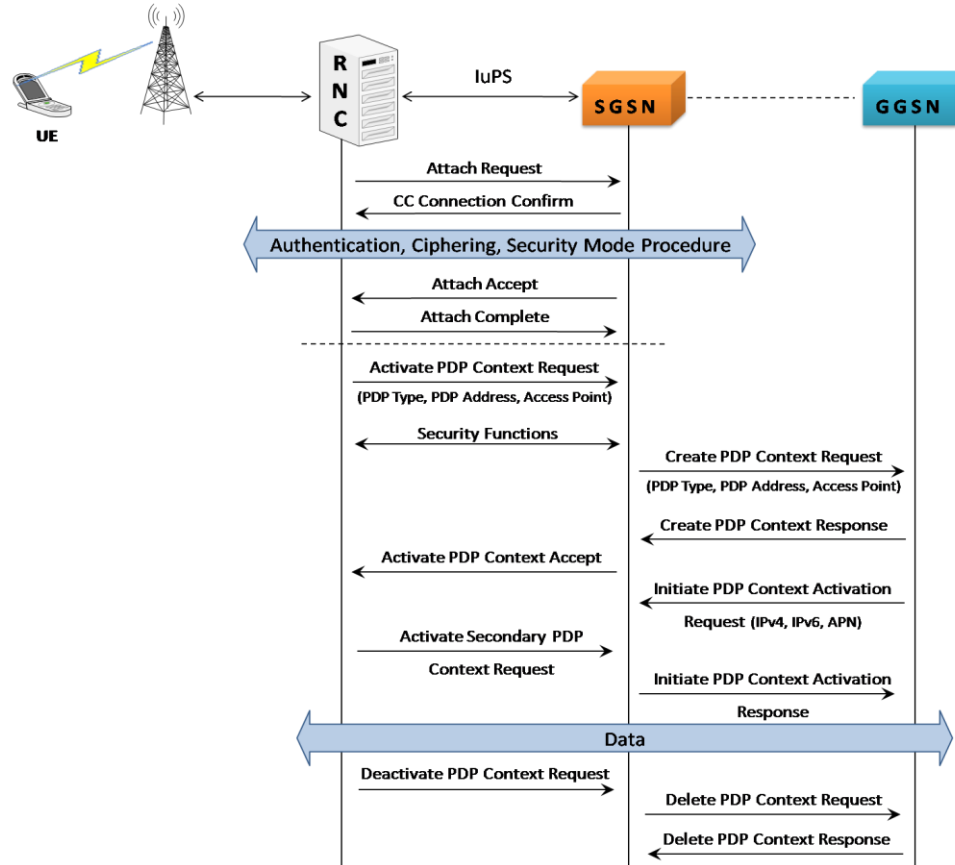 UE
RNC
IuPS
SGSN
GGSN
Attach Request
CC Connection Confirm
Authentication, Ciphering, Security Mode Procedure
Attach Accept
Attach Complete
Activate PDP Context Request
(PDP Type, PDP Address, Access Point)
Security Functions
Create PDP Context Request
(PDP Type, PDP Address, Access Point)
Create PDP Context Response
Activate PDP Context Accept
Initiate PDP Context Activation
Request (IPv4, IPv6, APN)
Activate Secondary PDP
Context Request
Initiate PDP Context Activation
Response
Data
Deactivate PDP Context Request
Delete PDP Context Request
Delete PDP Context Response